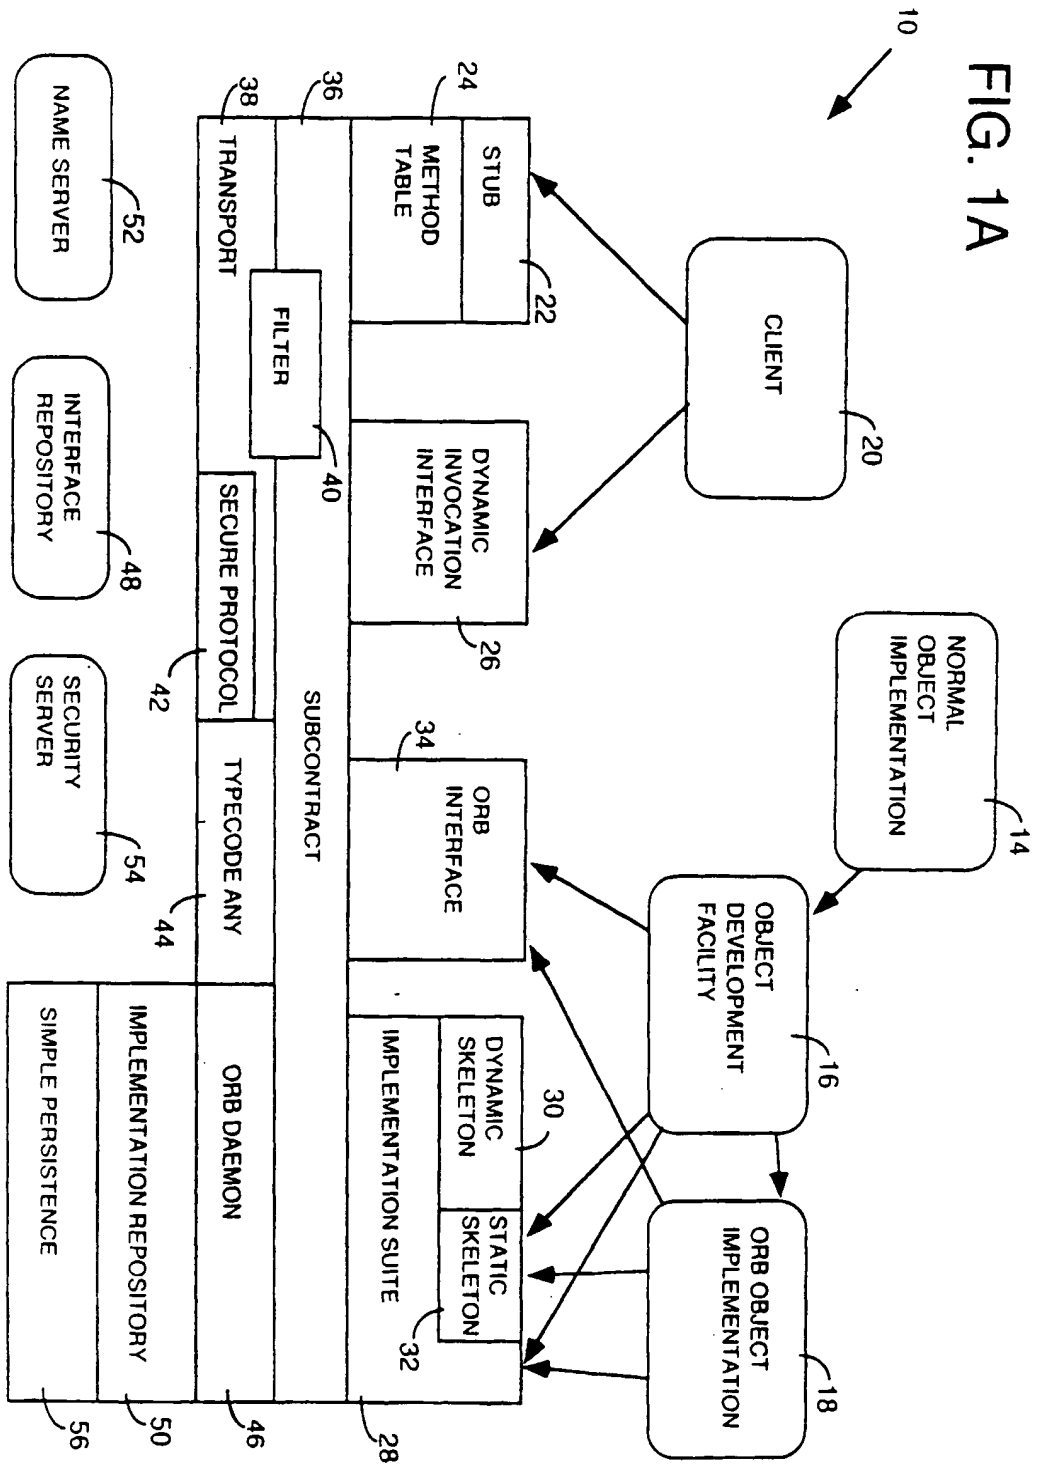 FIG. 1A
10
CLIENT
20
NORMAL
OBJECT
IMPLEMENTATION
14
OBJECT
DEVELOPMENT
FACILITY
16
ORB OBJECT
IMPLEMENTATION
18
STUB
22
METHOD
TABLE
24
DYNAMIC
INVOCATION
INTERFACE
26
ORB
INTERFACE
34
DYNAMIC
SKELETON
30
STATIC
SKELETON
32
IMPLEMENTATION SUITE
28
36
SUBCONTRACT
38
TRANSPORT
FILTER
40
SECURE PROTOCOL
42
TYPECODE ANY
44
ORB DAEMON
46
IMPLEMENTATION REPOSITORY
50
SIMPLE PERSISTENCE
56
NAME SERVER
52
INTERFACE
REPOSITORY
48
SECURITY
SERVER
54